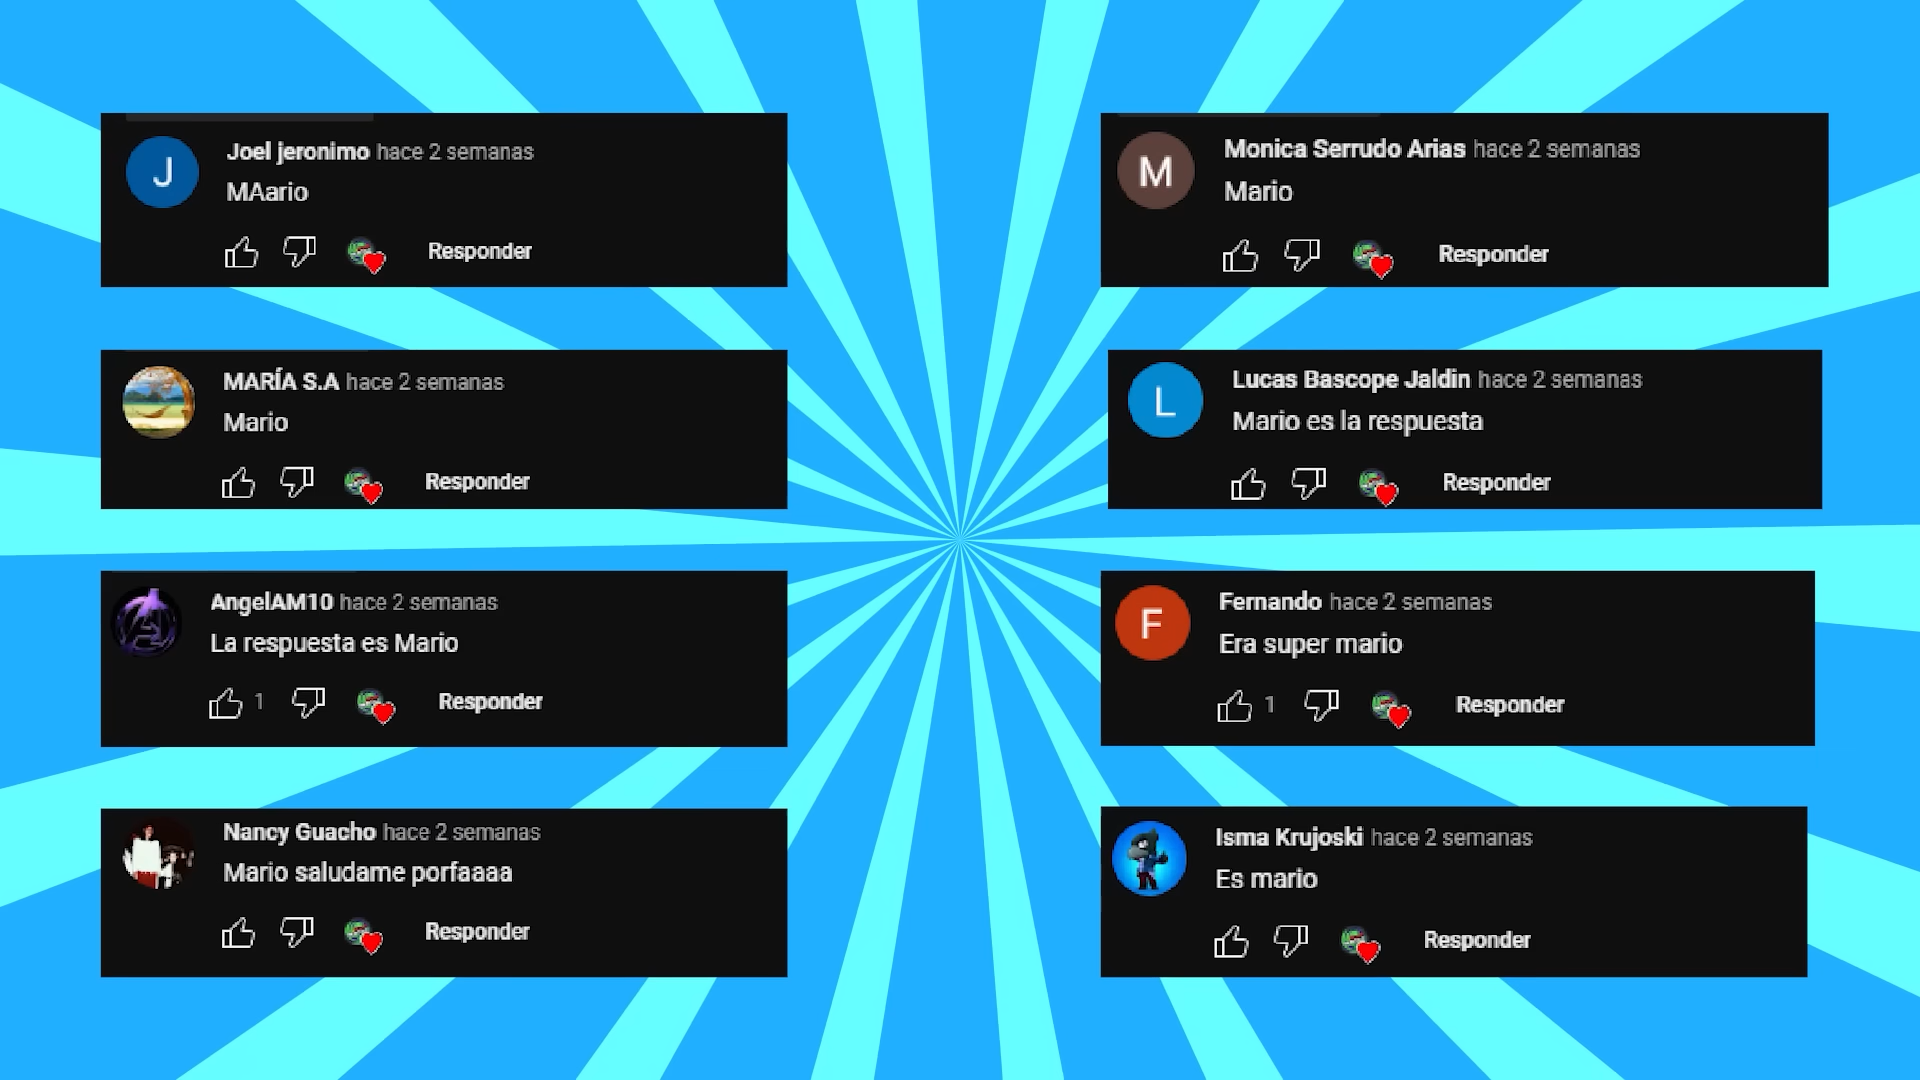 J
Joel jeronimo hace 2 semanas
MAario
Responder
MARÍA S.A hace 2 semanas
Mario
Responder
AngelAM10 hace 2 semanas
La respuesta es Mario
1 Responder
Nancy Guacho hace 2 semanas
Mario saludame porfaaaa
Responder
M
Monica Serrudo Arias hace 2 semanas
Mario
Responder
L
Lucas Bascope Jaldin hace 2 semanas
Mario es la respuesta
Responder
F
Fernando hace 2 semanas
Era super mario
1 Responder
Isma Krujoski hace 2 semanas
Es mario
Responder